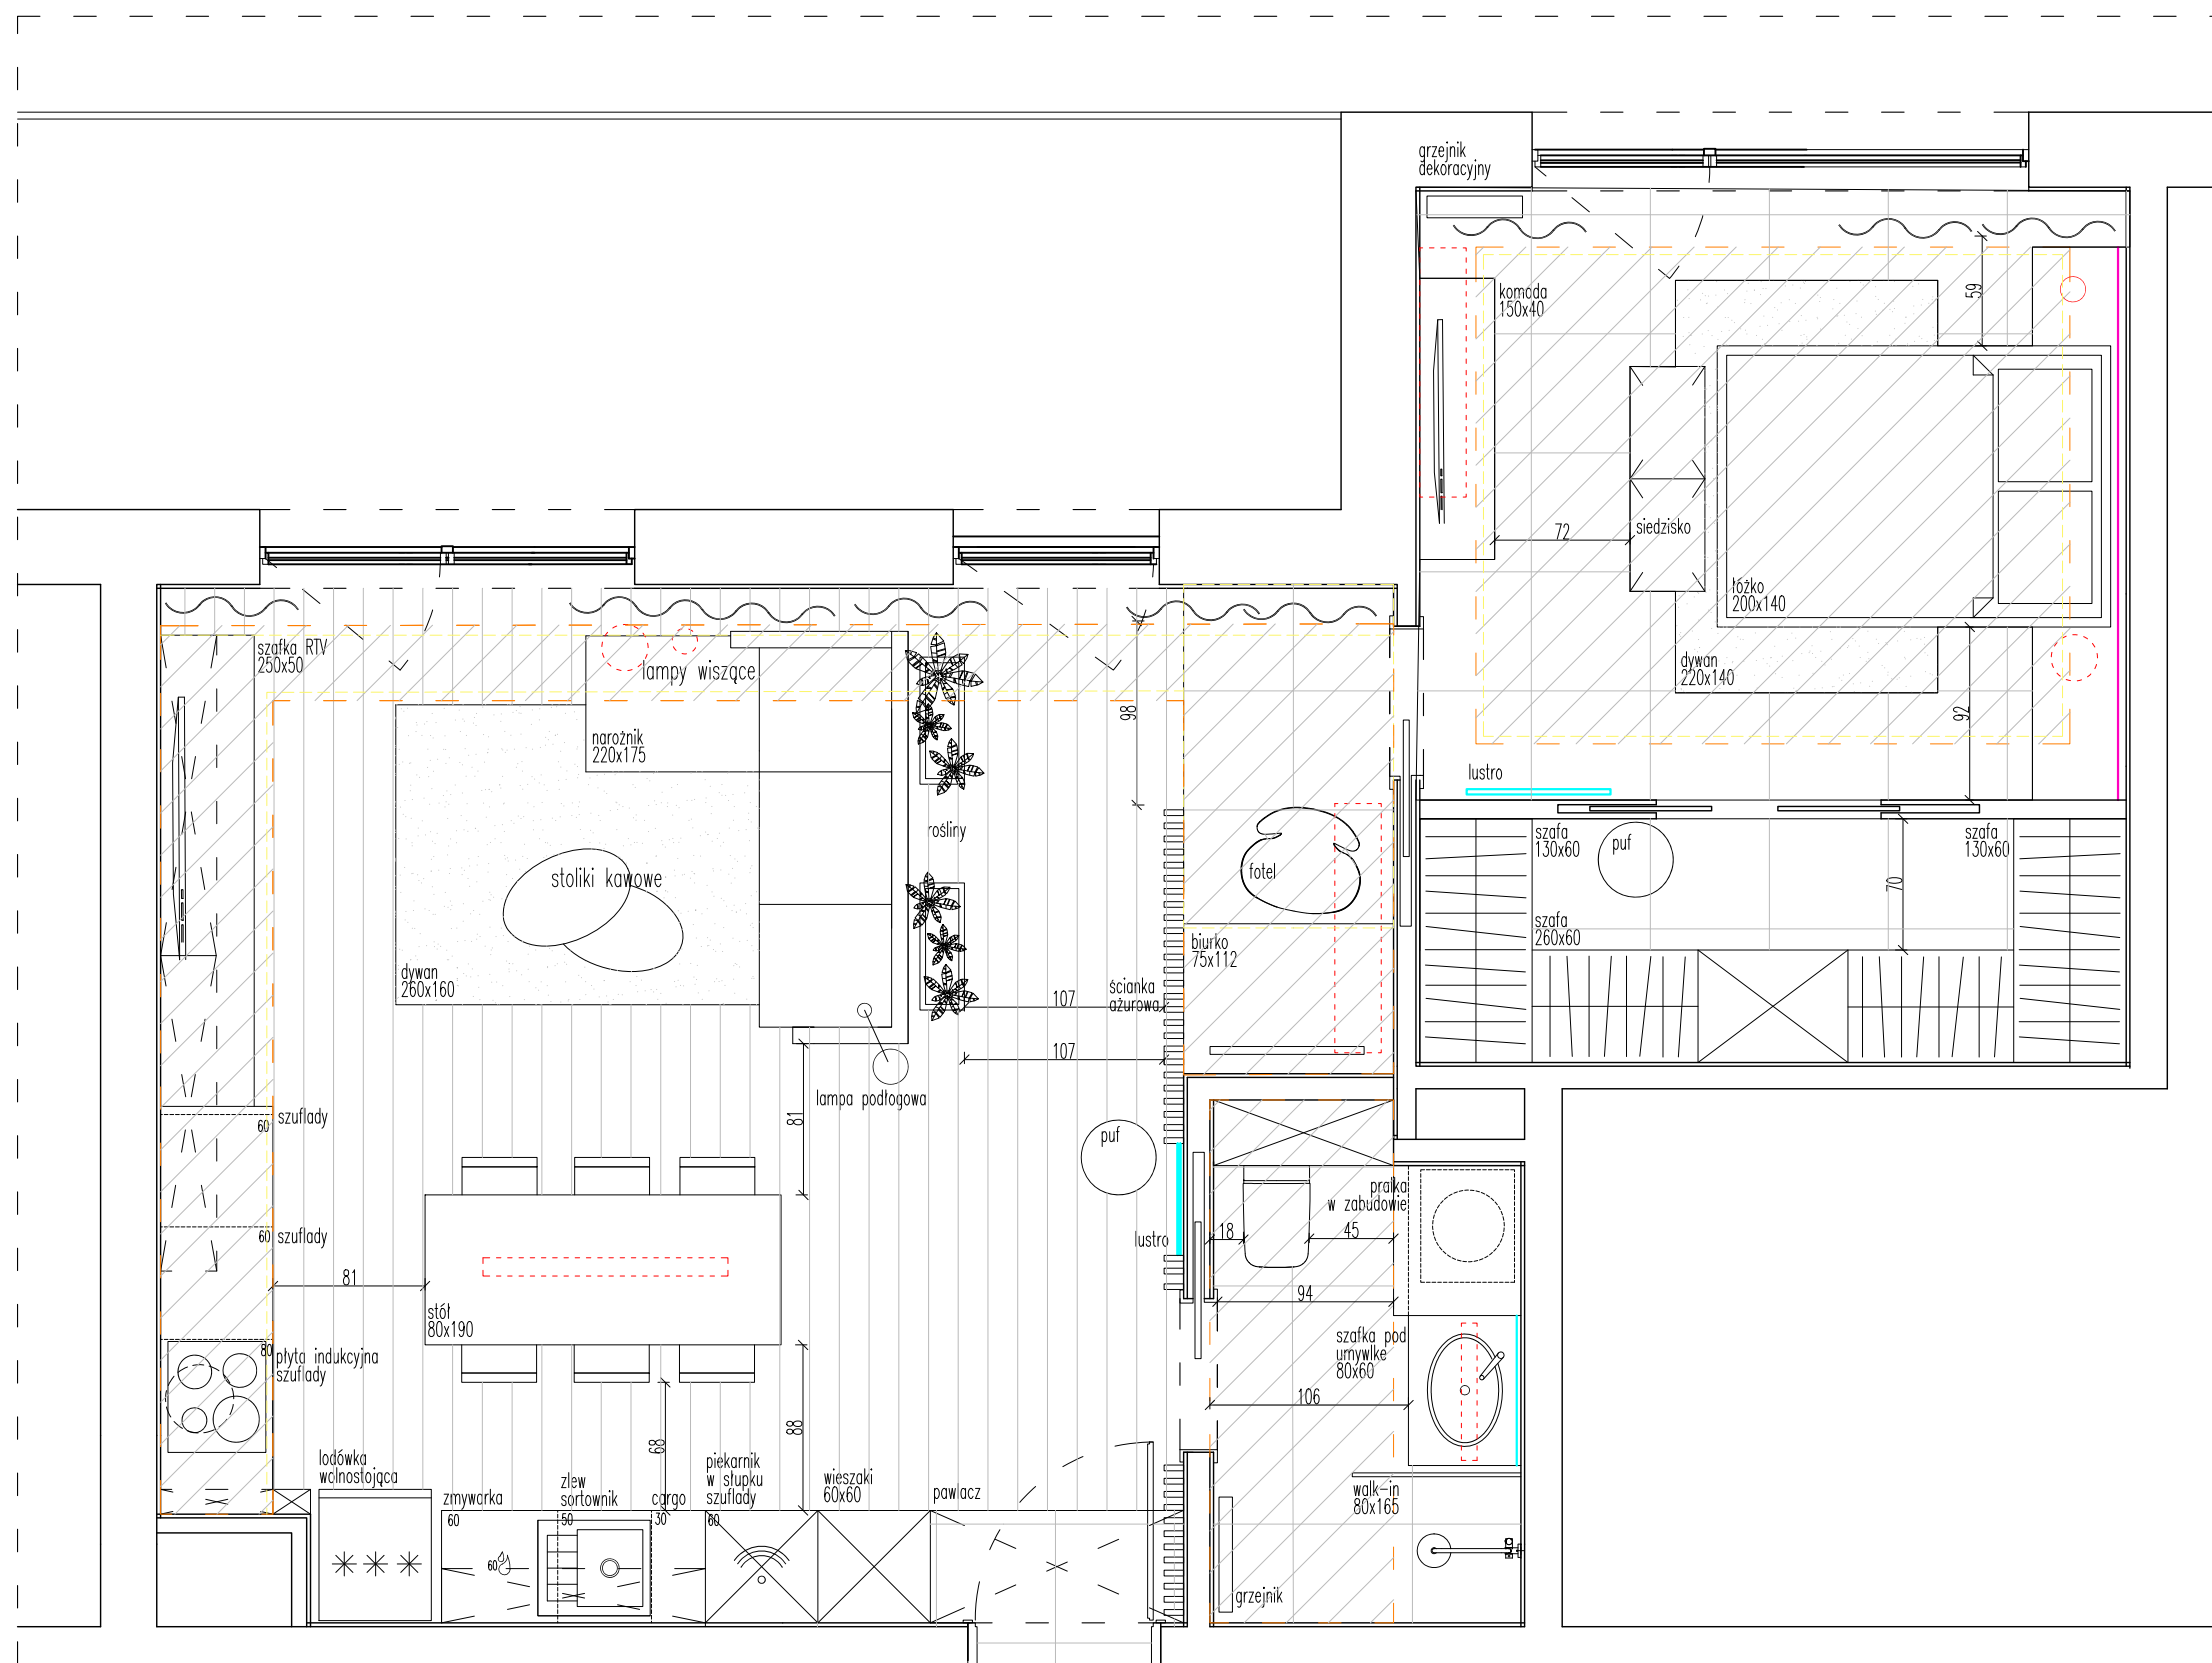 grzejnik
dekoracyjny
komoda
150x40
59
72
siedzisko
łóżko
200x140
dywan
220x140
92
lustro
szafka RTV
250x50
lampy wiszące
narożnik
220x175
98
rośliny
stoliki kawowe
dywan
260x160
fotel
biurko
75x112
ścianka
ażurowa
107
107
szafa
130x60
puf
szafa
130x60
70
szafa
260x60
lampa podłogowa
81
szuflady
60
puf
60
szuflady
lustro
pralka
w zabudowie
18
45
94
81
stół
80x190
szafka pod
umywlke
80x60
80
płyta indukcyjna
szuflady
106
88
68
lodówka
wolnostojąca
zmywarka
60
zlew
sortownik
50
cargo
30
piekarnik
w słupku
szuflady
60
wieszaki
60x60
pawlacz
walk-in
80x165
60
grzejnik